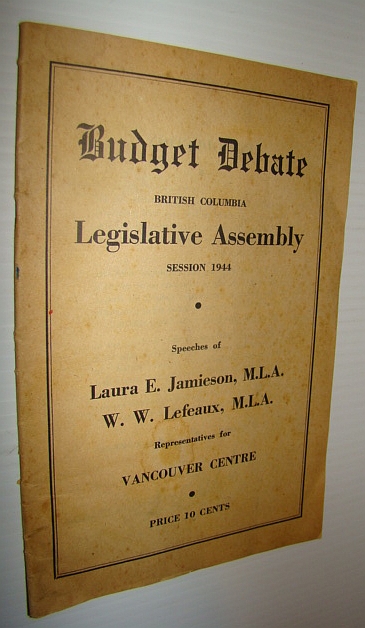 Budget Debate
BRITISH COLUMBIA
Legislative Assembly
SESSION 1944
Speeches of
Laura E. Jamieson, M.L.A.
W. W. Lefeaux, M.L.A.
Representatives for
VANCOUVER CENTRE
PRICE 10 CENTS